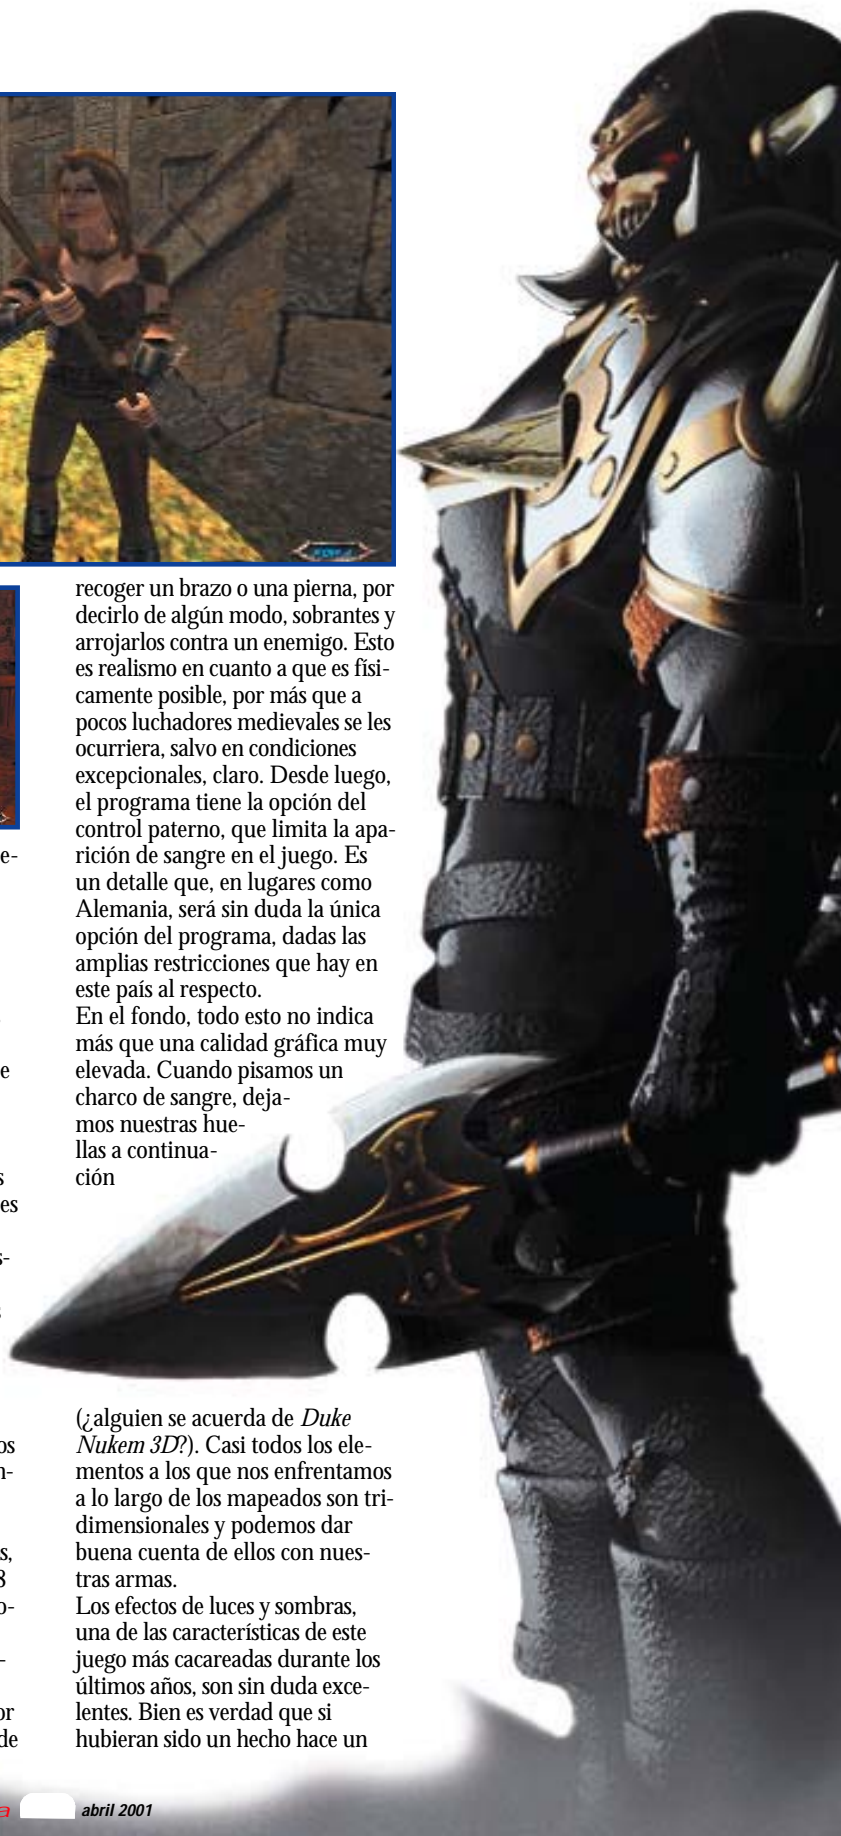 recoger un brazo o una pierna, por
decirlo de algún modo, sobrantes y
arrojarlos contra un enemigo. Esto
es realismo en cuanto a que es físi-
camente posible, por más que a
pocos luchadores medievales se les
ocurriera, salvo en condiciones
excepcionales, claro. Desde luego,
el programa tiene la opción del
control paterno, que limita la apa-
rición de sangre en el juego. Es
un detalle que, en lugares como
Alemania, será sin duda la única
opción del programa, dadas las
amplias restricciones que hay en
este país al respecto.
En el fondo, todo esto no indica
más que una calidad gráfica muy
elevada. Cuando pisamos un
charco de sangre, deja-
mos nuestras hue-
llas a continua-
ción
(¿alguien se acuerda de Duke
Nukem 3D?). Casi todos los ele-
mentos a los que nos enfrentamos
a lo largo de los mapeados son tri-
dimensionales y podemos dar
buena cuenta de ellos con nues-
tras armas.
Los efectos de luces y sombras,
una de las características de este
juego más cacareadas durante los
últimos años, son sin duda exce-
lentes. Bien es verdad que si
hubieran sido un hecho hace un
abril 2001